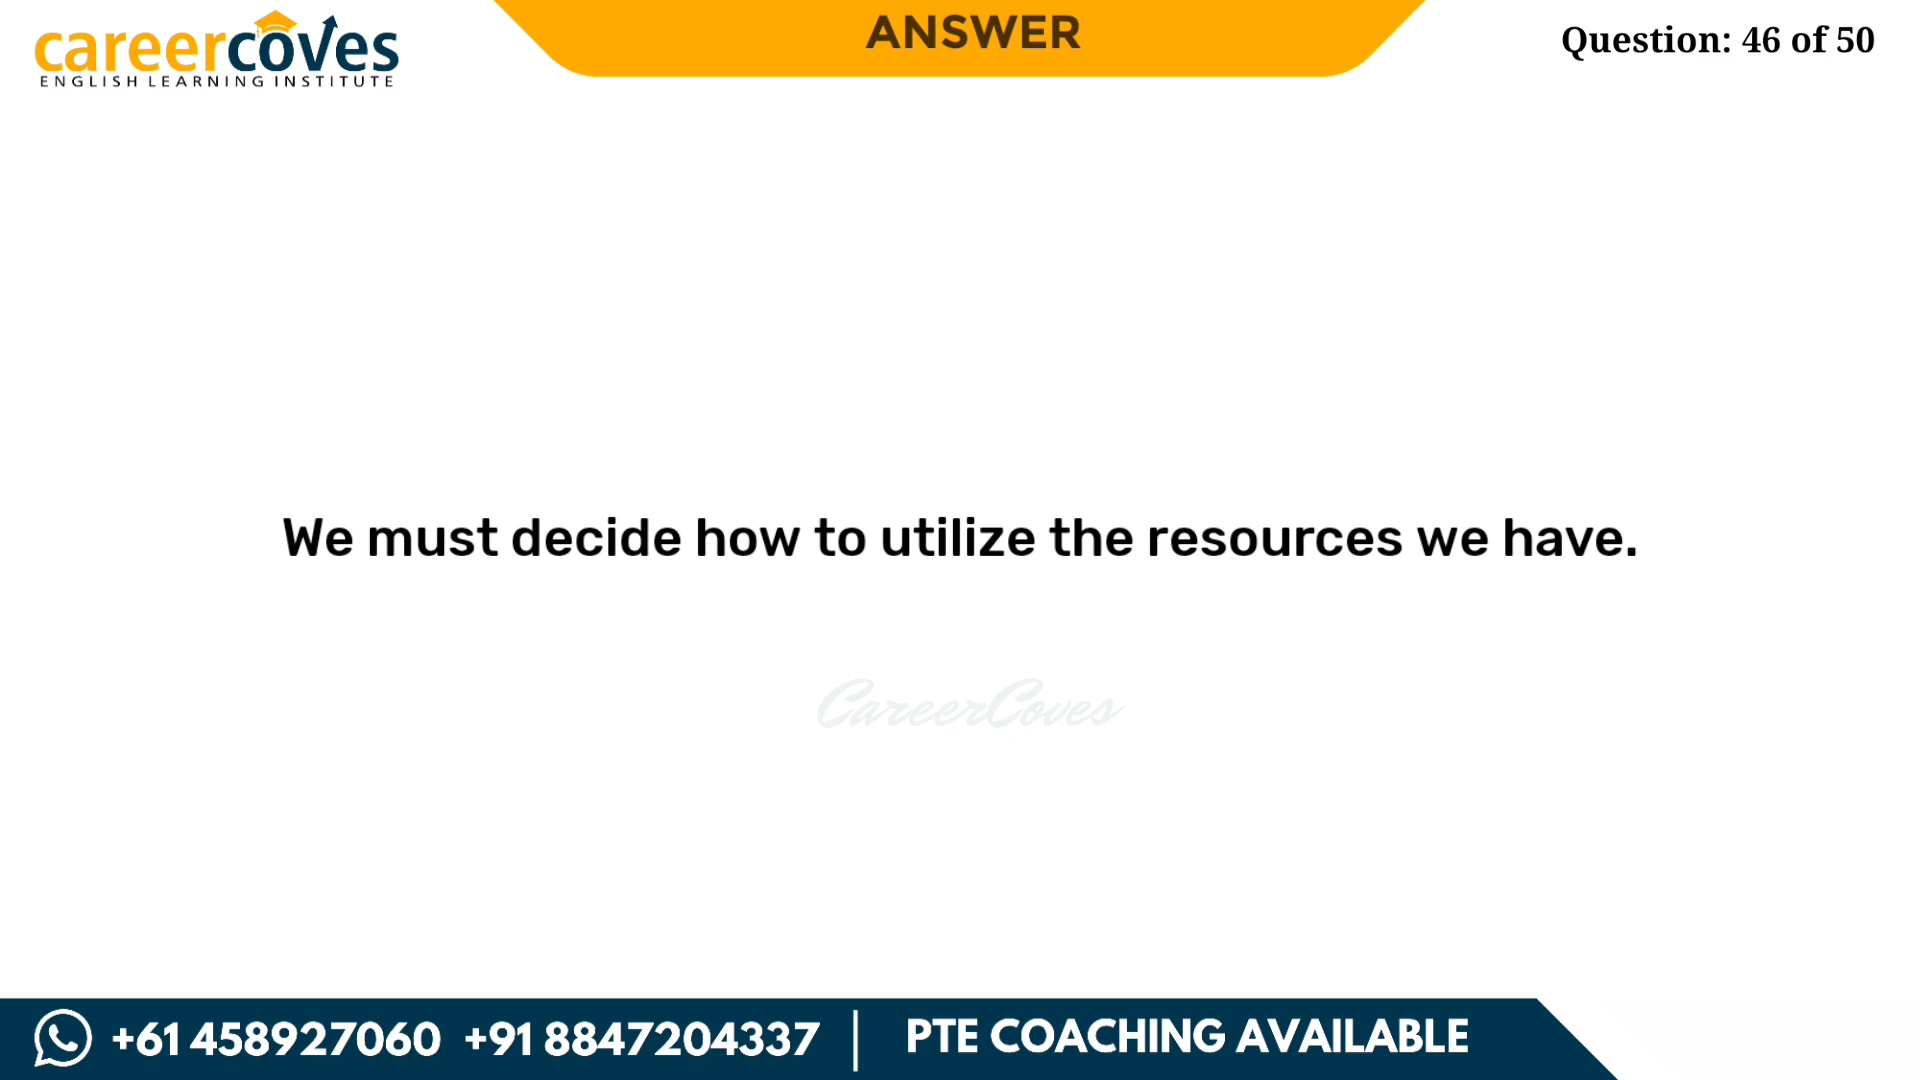 careercoves
ENGLISH LEARNING INSTITUTE
ANSWER
Question: 46 of 50
We must decide how to utilize the resources we have.
CareerCoves
+61 458927060 +91 8847204337 PTE COACHING AVAILABLE